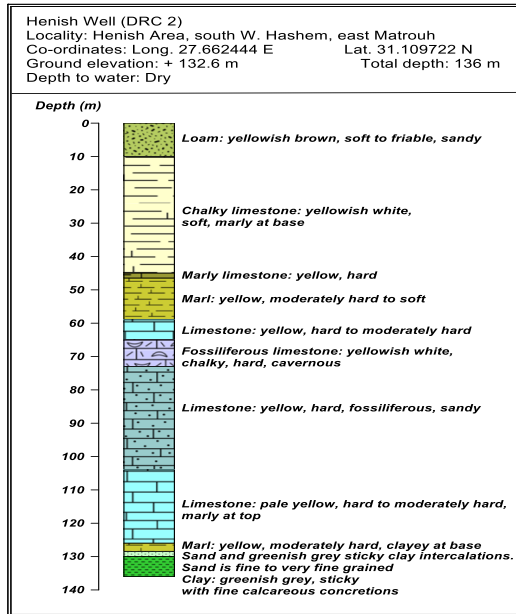 Henish Well (DRC 2)
Locality: Henish Area, south W. Hashem, east Matrouh
Co-ordinates: Long. 27.662444 E Lat. 31.109722 N
Ground elevation: + 132.6 m Total depth: 136 m
Depth to water: Dry
Depth (m)
0
Loam: yellowish brown, soft to friable, sandy
10
20
Chalky limestone: yellowish white,
30
soft, marly at base
40
Marly limestone: yellow, hard
50
Marl: yellow, moderately hard to soft
60
Limestone: yellow, hard to moderately hard
Fossiliferous limestone: yellowish white,
70
chalky, hard, cavernous
80
Limestone: yellow, hard, fossiliferous, sandy
90
100
110
Limestone: pale yellow, hard to moderately hard,
marly at top
120
Marl: yellow, moderately hard, clayey at base
130
Sand and greenish grey sticky clay intercalations.
Sand is fine to very fine grained
Clay: greenish grey, sticky
140
with fine calcareous concretions